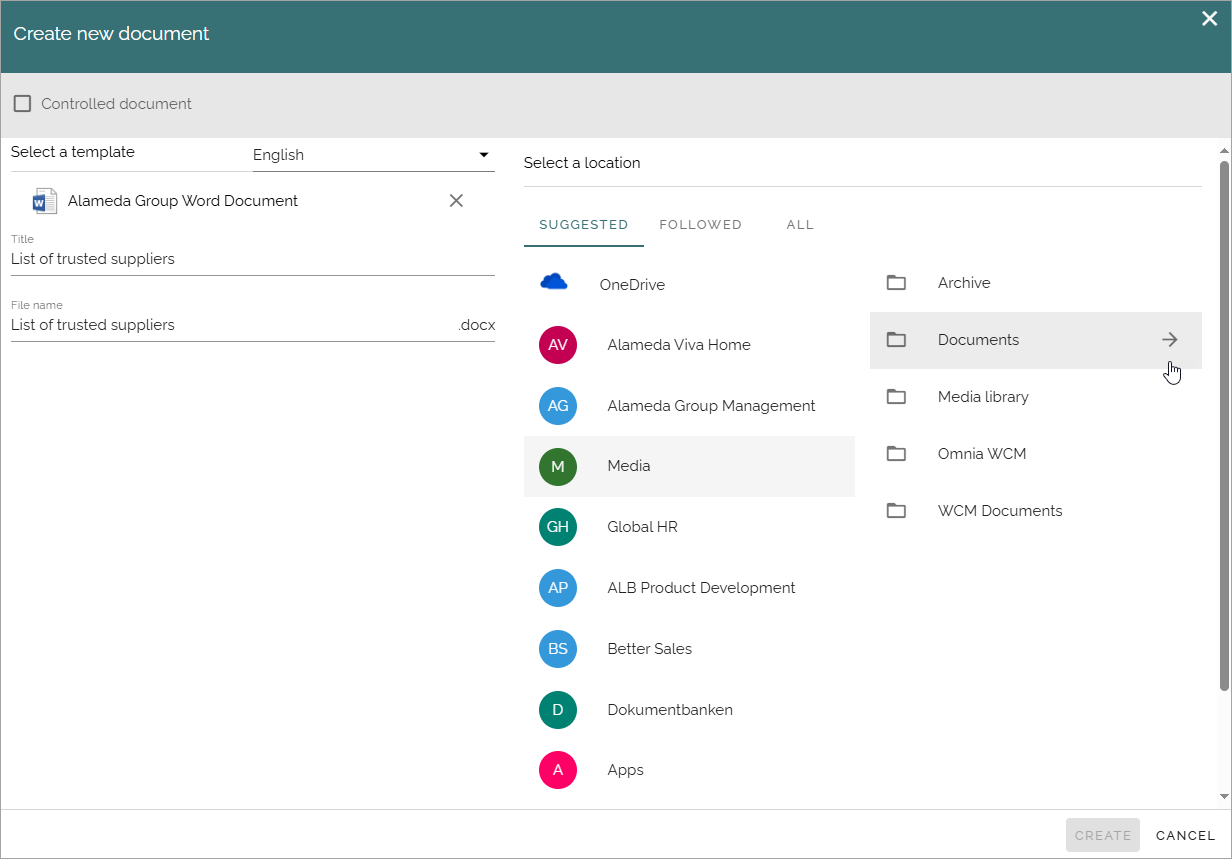 Create new document
Controlled document
Select a template
English
W
Alameda Group Word Document
Title
List of trusted suppliers
File name
List of trusted suppliers
.docx
Select a location
SUGGESTED
FOLLOWED
ALL
OneDrive
AV
Alameda Viva Home
AG
Alameda Group Management
M
Media
GH
Global HR
AP
ALB Product Development
BS
Better Sales
D
Dokumentbanken
A
Apps
Archive
Documents
Media library
Omnia WCM
WCM Documents
CREATE
CANCEL